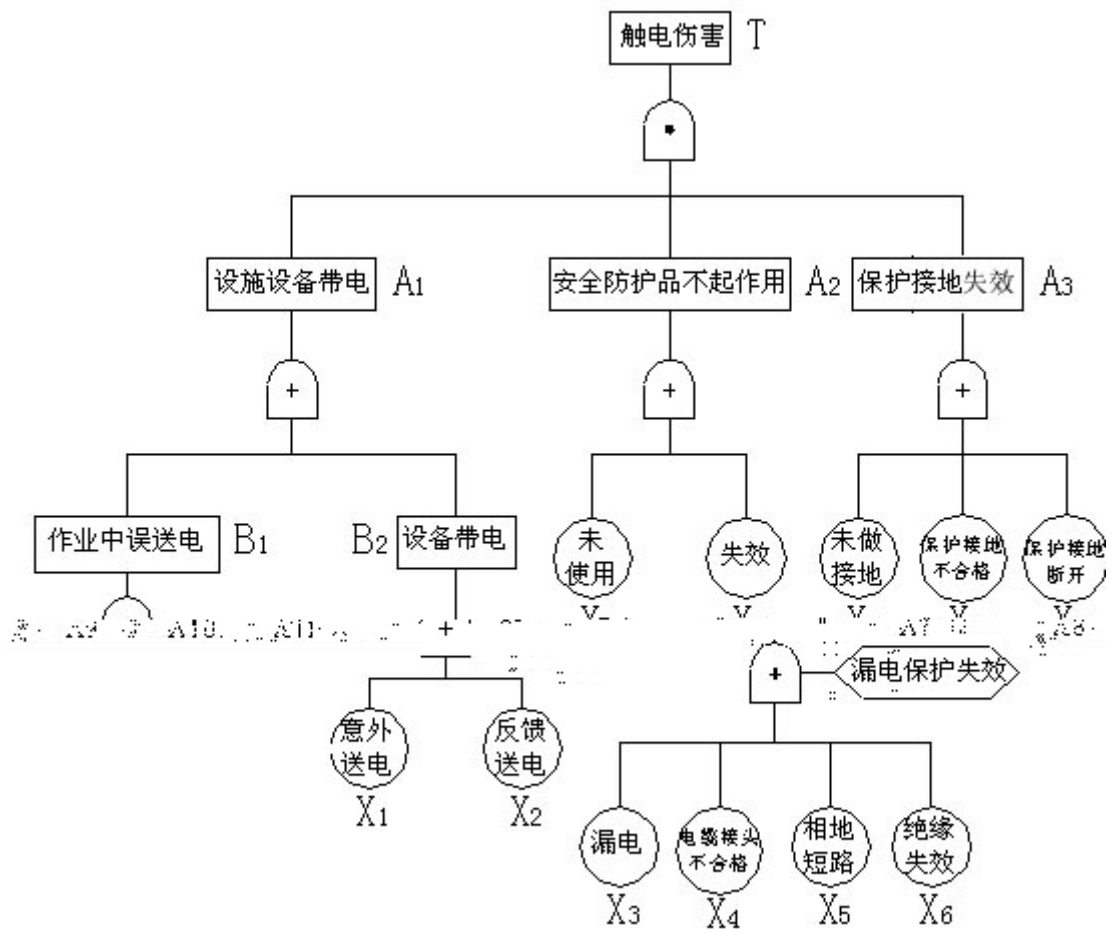 触电伤害 T
设施设备带电 A1
安全防护品不起作用 A2
保护接地失效 A3
+
+
+
作业中误送电 B1
B2 设备带电
未
使用
失效
未做
接地
保护接地
不合格
保护接地
断开
+
+
漏电保护失效
意外
送电
反馈
送电
X1
X2
漏电
电缆接头
不合格
相地
短路
绝缘
失效
X3
X4
X5
X6